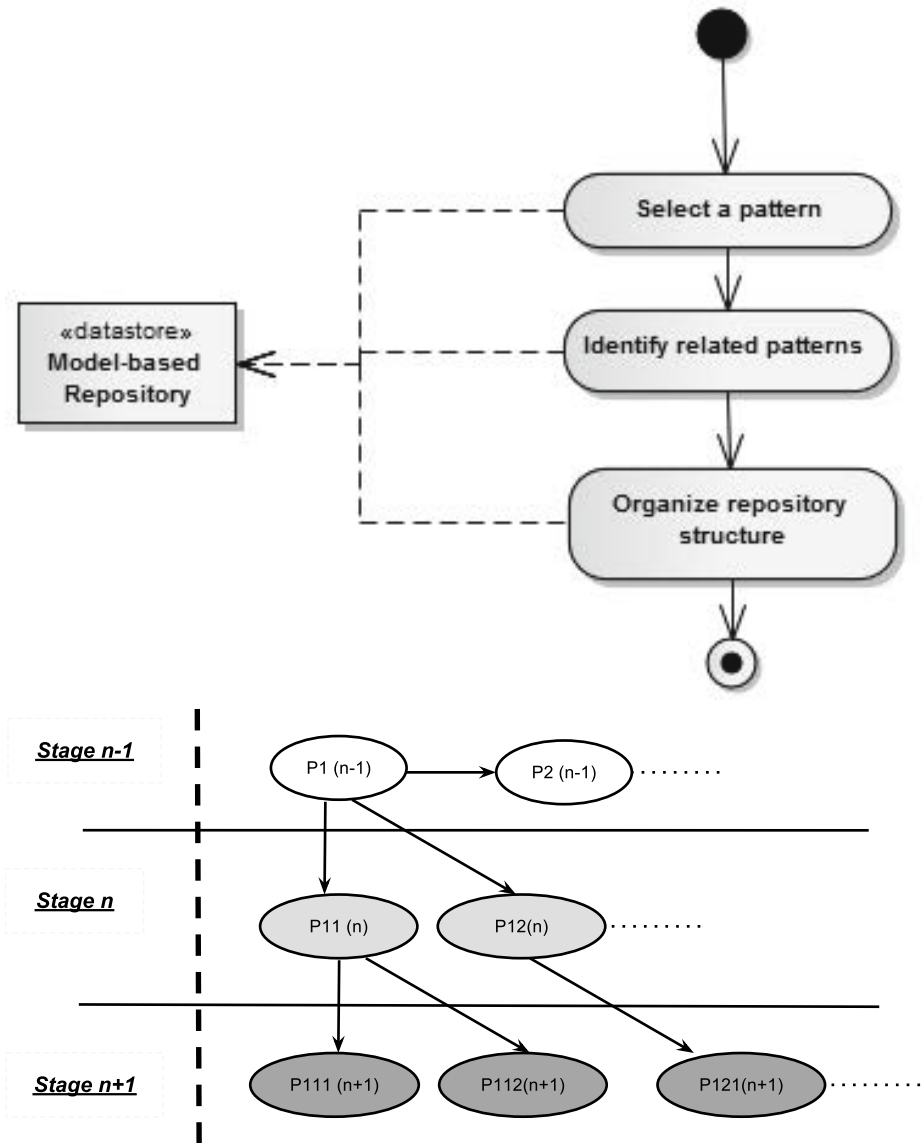 Select a pattern
«datastore»
Model-based
Repository
Identify related patterns
Organize repository
structure
Stage n-1
P1 (n-1)
P2 (n-1)
Stage n
P11 (n)
P12(n)
Stage n+1
P111 (n+1)
P112(n+1)
P121(n+1)